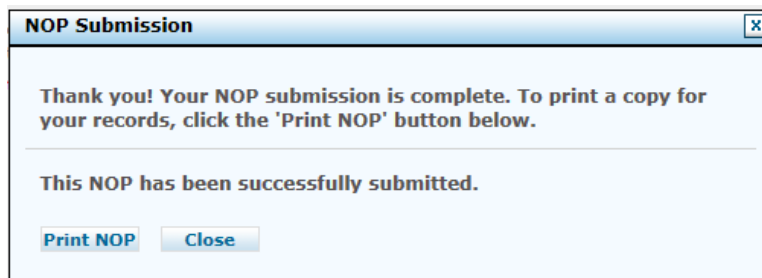 NOP Submission
X
Thank you! Your NOP submission is complete. To print a copy for
your records, click the 'Print NOP' button below.
This NOP has been successfully submitted.
Print NOP Close